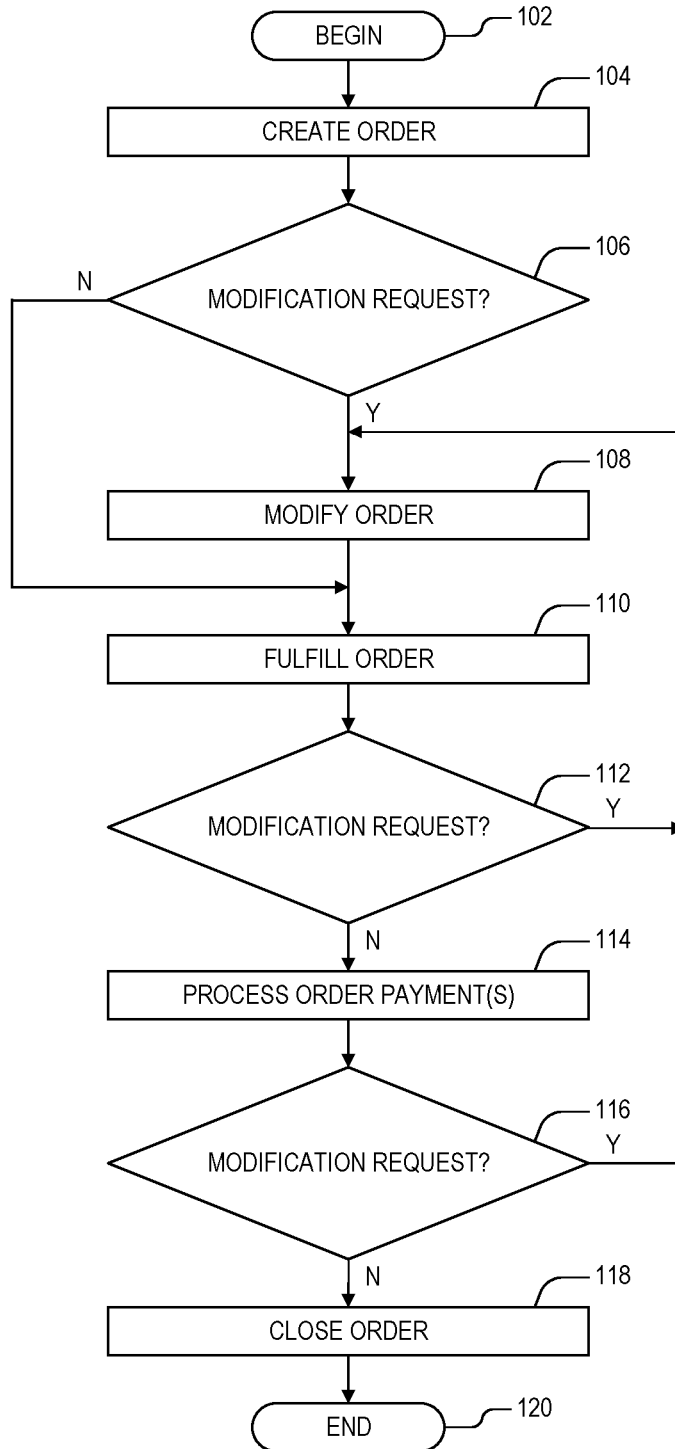 BEGIN
102
104
CREATE ORDER
106
N
MODIFICATION REQUEST?
Y
108
MODIFY ORDER
110
FULFILL ORDER
112
MODIFICATION REQUEST?
Y
N
114
PROCESS ORDER PAYMENT(S)
116
MODIFICATION REQUEST?
Y
N
118
CLOSE ORDER
END
120